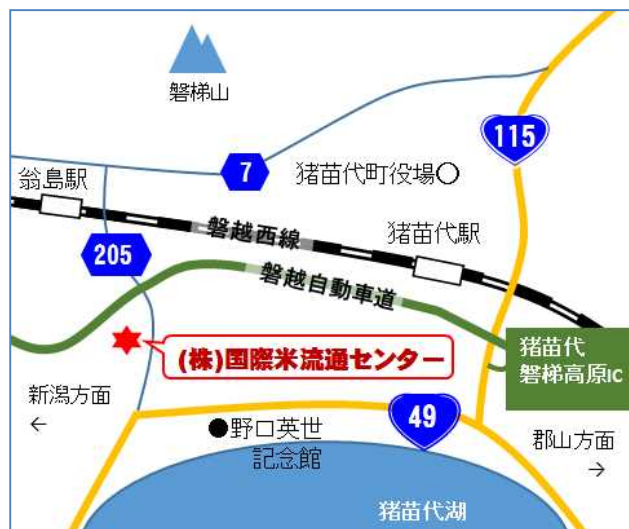 磐梯山
115
7
猪苗代町役場
翁島駅
磐越西線
猪苗代駅
205
磐越自動車道
猪苗代
磐梯高原IC
(株)国際米流通センター
新潟方面
←
49
野口英世
記念館
郡山方面
→
猪苗代湖